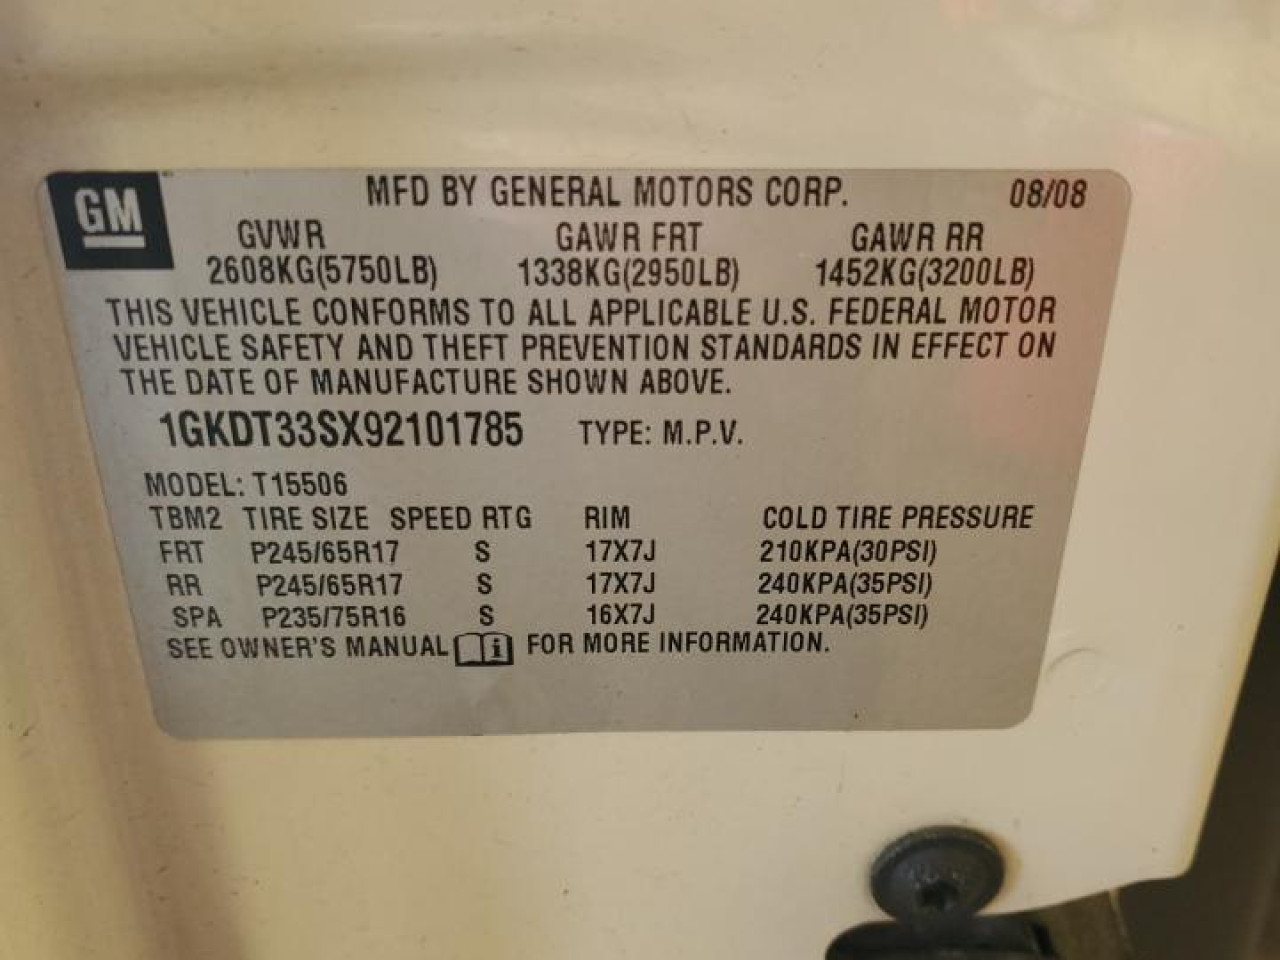 GM MFD BY GENERAL MOTORS CORP. 08/08
GVWR GAWR FRT GAWR RR
2608KG(5750LB) 1338KG(2950LB) 1452KG(3200LB)
THIS VEHICLE CONFORMS TO ALL APPLICABLE U.S. FEDERAL MOTOR
VEHICLE SAFETY AND THEFT PREVENTION STANDARDS IN EFFECT ON
THE DATE OF MANUFACTURE SHOWN ABOVE.
1GKDT33SX92101785 TYPE: M.P.V.
MODEL: T15506
TBM2 TIRE SIZE SPEED RTG RIM COLD TIRE PRESSURE
FRT P245/65R17 S 17X7J 210KPA(30PSI)
RR P245/65R17 S 17X7J 240KPA(35PSI)
SPA P235/75R16 S 16X7J 240KPA(35PSI)
SEE OWNER'S MANUAL i FOR MORE INFORMATION.